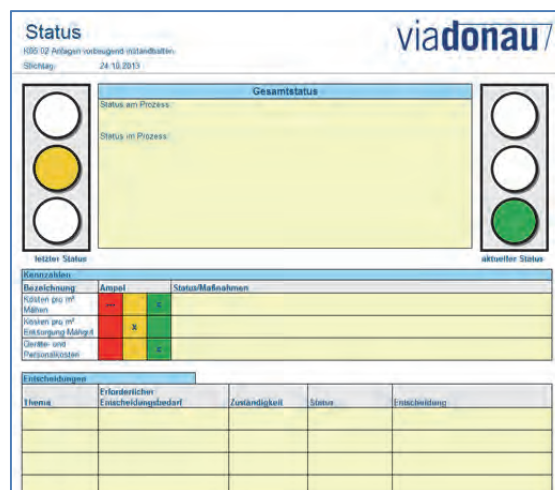 Status
viadonau
K05 02 Anlagen vorbeugend instandhalten
Stichtag: 24.10.2013
Gesamtstatus
Status am Prozess:
Status im Prozess:
letzter Status
aktueller Status
Kennzahlen
Bezeichnung Ampel Status/Maßnahmen
Kosten pro m²
Mähen
x
Kosten pro m²
Entsorgung Mähgut
x
Geräte- und
Personalkosten
x
Entscheidungen
Thema Erforderlicher
Entscheidungsbedarf Zuständigkeit Status Entscheidung